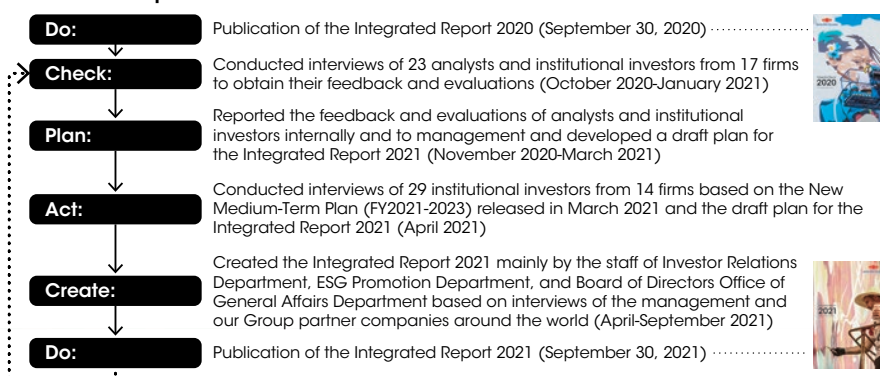 Do:
Publication of the Integrated Report 2020 (September 30, 2020)
Check:
Conducted interviews of 23 analysts and institutional investors from 17 firms
to obtain their feedback and evaluations (October 2020-January 2021)
2020
Plan:
Reported the feedback and evaluations of analysts and institutional
investors internally and to management and developed a draft plan for
the Integrated Report 2021 (November 2020-March 2021)
Act:
Conducted interviews of 29 institutional investors from 14 firms based on the New
Medium-Term Plan (FY2021-2023) released in March 2021 and the draft plan for the
Integrated Report 2021 (April 2021)
Create:
Created the Integrated Report 2021 mainly by the staff of Investor Relations
Department, ESG Promotion Department, and Board of Directors Office of
General Affairs Department based on interviews of the management and
our Group partner companies around the world (April-September 2021)
2021
Do:
Publication of the Integrated Report 2021 (September 30, 2021)